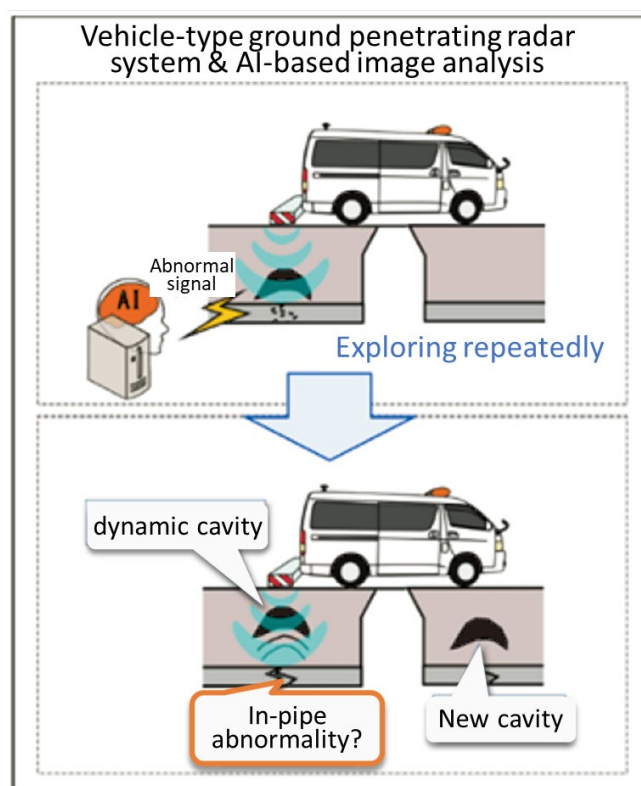 Vehicle-type ground penetrating radar
system & AI-based image analysis
Abnormal
signal
AI
Exploring repeatedly
dynamic cavity
In-pipe
abnormality?
New cavity